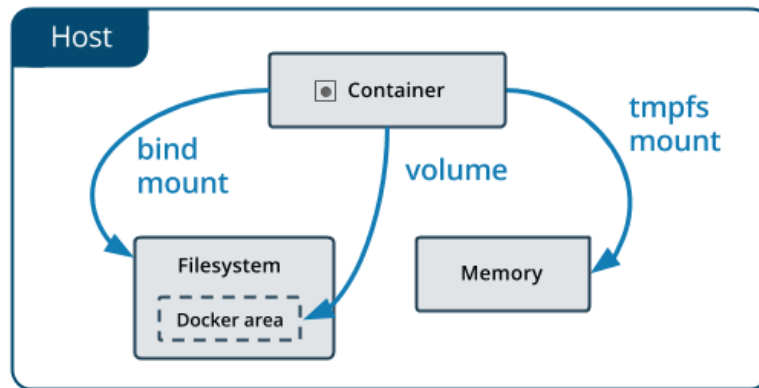 Host
Container
bind
mount
volume
tmpfs
mount
Filesystem
Docker area
Memory